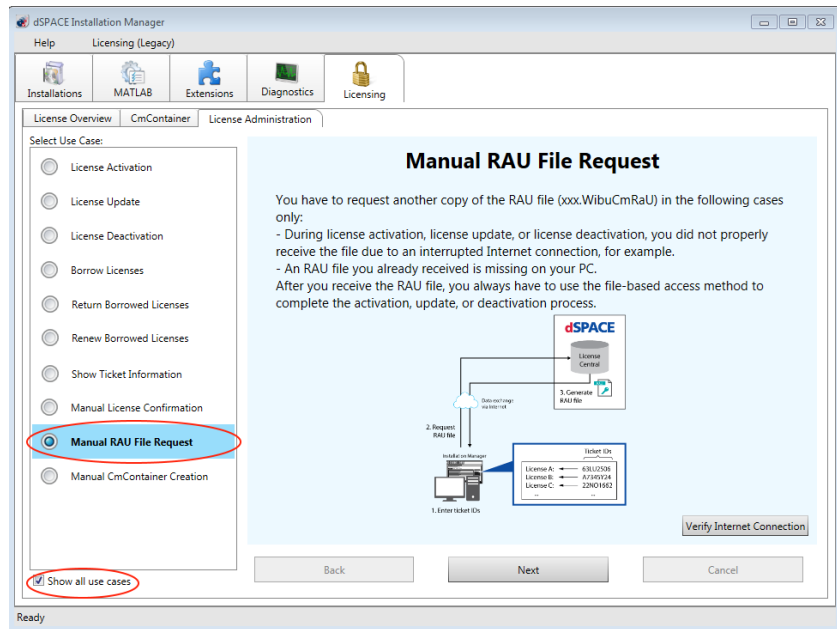 dSPACE Installation Manager
Help Licensing (Legacy)
Installations MATLAB Extensions Diagnostics Licensing
License Overview CmContainer License Administration
Select Use Case:
License Activation
License Update
License Deactivation
Borrow Licenses
Return Borrowed Licenses
Renew Borrowed Licenses
Show Ticket Information
Manual License Confirmation
Manual RAU File Request
Manual CmContainer Creation
Show all use cases
Manual RAU File Request
You have to request another copy of the RAU file (xxx.WibuCmRaU) in the following cases
only:
- During license activation, license update, or license deactivation, you did not properly
receive the file due to an interrupted Internet connection, for example.
- An RAU file you already received is missing on your PC.
After you receive the RAU file, you always have to use the file-based access method to
complete the activation, update, or deactivation process.
dSPACE
License
Central
3. Generate
RAU file
Data exchange
via Internet
2. Request
RAU file
Installation Manager
1. Enter ticket IDs
Ticket IDs
License A: 63LU2506
License B: A7345Y24
License C: 22NO1662
... ...
Verify Internet Connection
Back Next Cancel
Ready